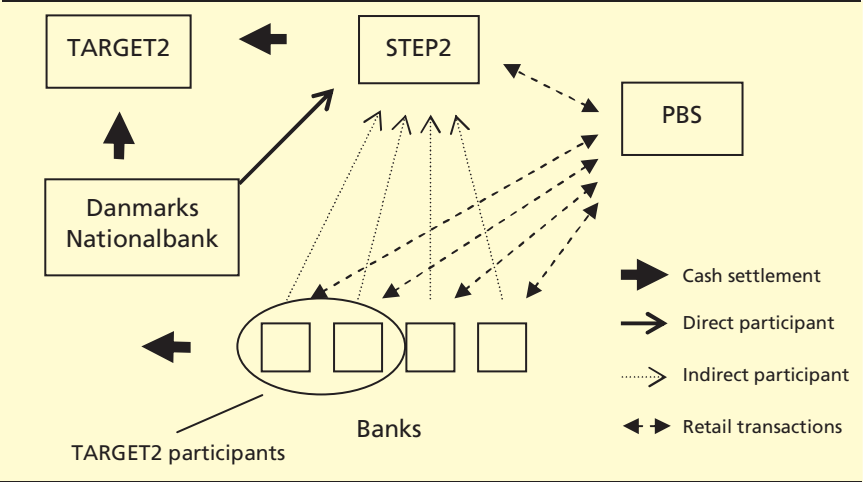 TARGET2
STEP2
PBS
Danmarks
Nationalbank
Cash settlement
Direct participant
Indirect participant
Retail transactions
Banks
TARGET2 participants